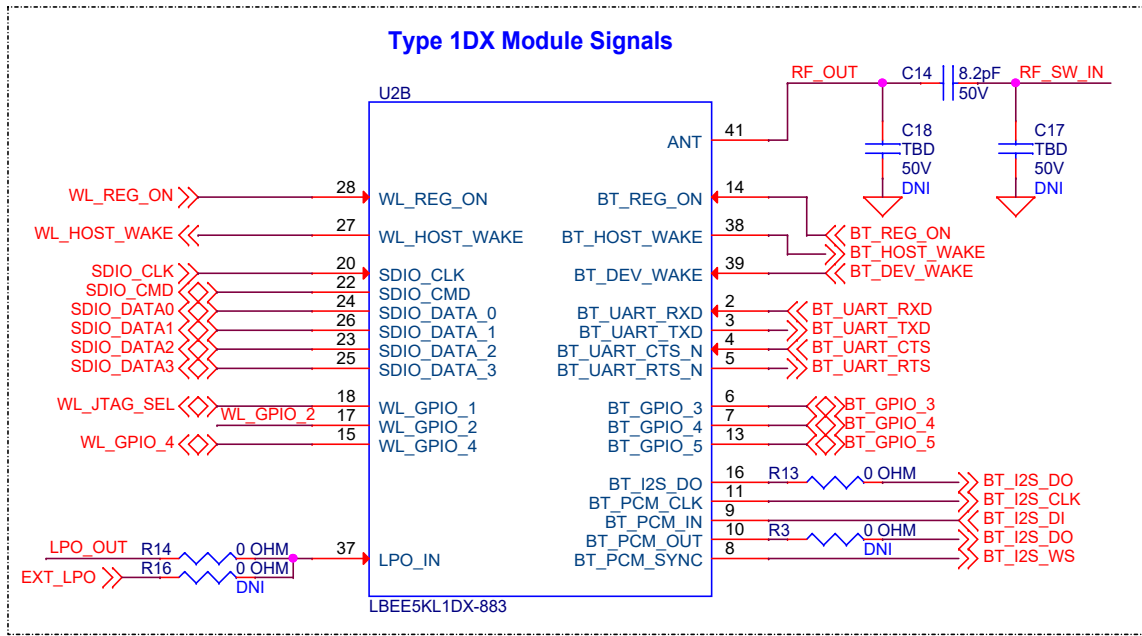 Type 1DX Module Signals
RF_OUT
C14
8.2pF
50V
RF_SW_IN
C18
TBD
50V
DNI
C17
TBD
50V
DNI
U2B
41
ANT
WL_REG_ON
28
WL_REG_ON
WL_HOST_WAKE
27
WL_HOST_WAKE
SDIO_CLK
20
SDIO_CLK
SDIO_CMD
22
SDIO_CMD
SDIO_DATA0
24
SDIO_DATA_0
SDIO_DATA1
26
SDIO_DATA_1
SDIO_DATA2
23
SDIO_DATA_2
SDIO_DATA3
25
SDIO_DATA_3
WL_JTAG_SEL
18
WL_GPIO_1
WL_GPIO_2
17
WL_GPIO_2
WL_GPIO_4
15
WL_GPIO_4
LPO_OUT
R14
0 OHM
37
LPO_IN
EXT_LPO
R16
0 OHM
DNI
BT_REG_ON
14
BT_REG_ON
BT_HOST_WAKE
38
BT_HOST_WAKE
BT_DEV_WAKE
39
BT_DEV_WAKE
BT_UART_RXD
2
BT_UART_RXD
BT_UART_TXD
3
BT_UART_TXD
BT_UART_CTS_N
4
BT_UART_CTS
BT_UART_RTS_N
5
BT_UART_RTS
BT_GPIO_3
6
BT_GPIO_3
BT_GPIO_4
7
BT_GPIO_4
BT_GPIO_5
13
BT_GPIO_5
BT_I2S_DO
16
R13
0 OHM
BT_I2S_DO
BT_PCM_CLK
11
BT_I2S_CLK
BT_PCM_IN
9
BT_I2S_DI
BT_PCM_OUT
10
R3
0 OHM
DNI
BT_I2S_DO
BT_PCM_SYNC
8
BT_I2S_WS
LBEE5KL1DX-883